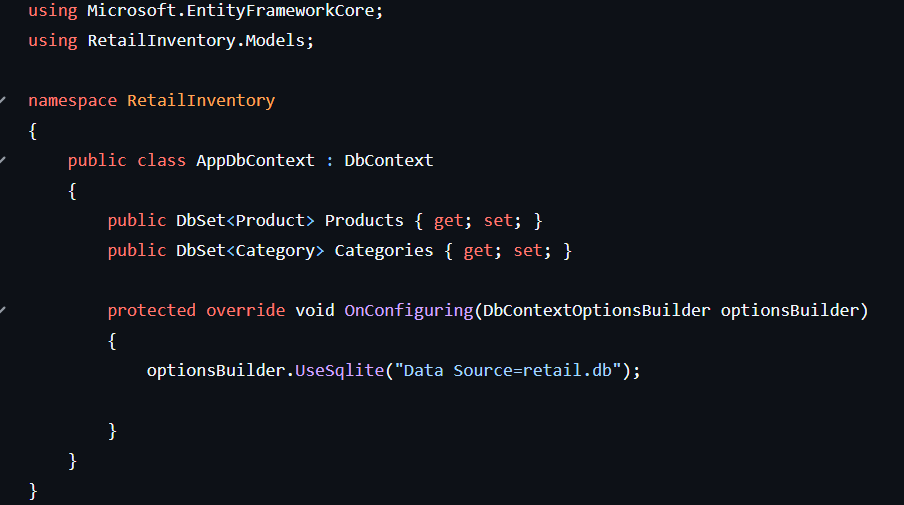 using Microsoft.EntityFrameworkCore;
using RetailInventory.Models;
namespace RetailInventory
{
public class AppDbContext : DbContext
{
public DbSet<Product> Products { get; set; }
public DbSet<Category> Categories { get; set; }
protected override void OnConfiguring(DbContextOptionsBuilder optionsBuilder)
{
optionsBuilder.UseSqlite("Data Source=retail.db");
}
}
}